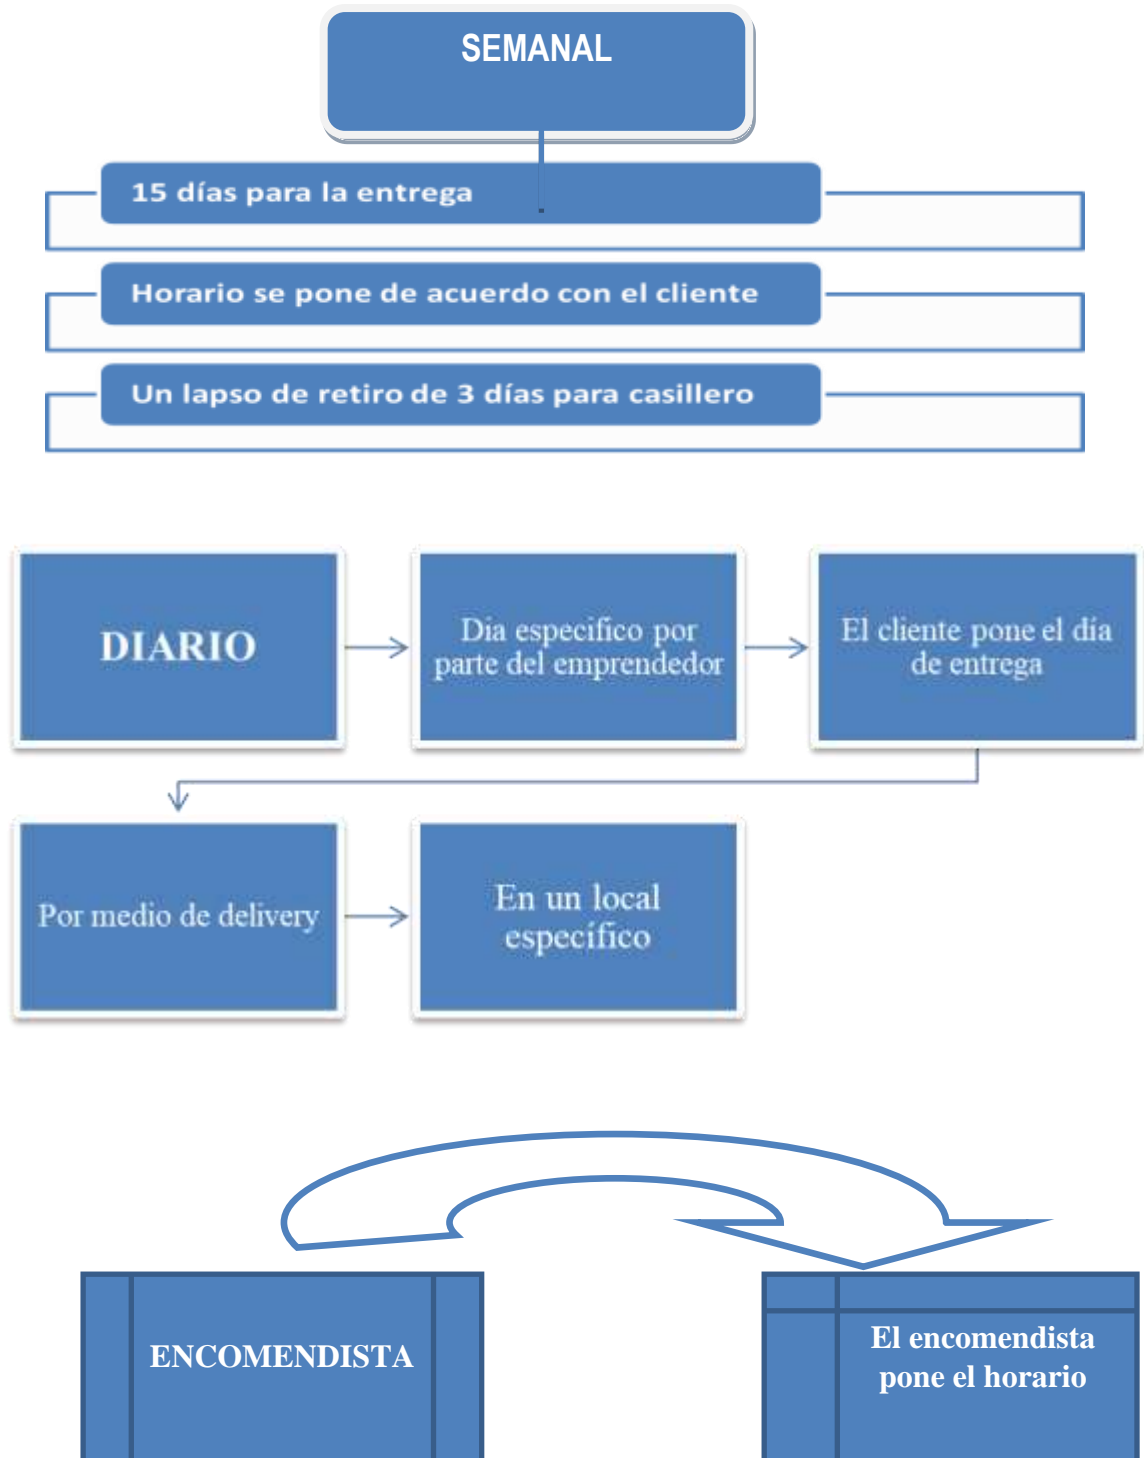 SEMANAL
15 días para la entrega
Horario se pone de acuerdo con el cliente
Un lapso de retiro de 3 días para casillero
DIARIO
Dia especifico por
parte del emprendedor
El cliente pone el día
de entrega
Por medio de delivery
En un local
específico
ENCOMENDISTA
El encomendista
pone el horario